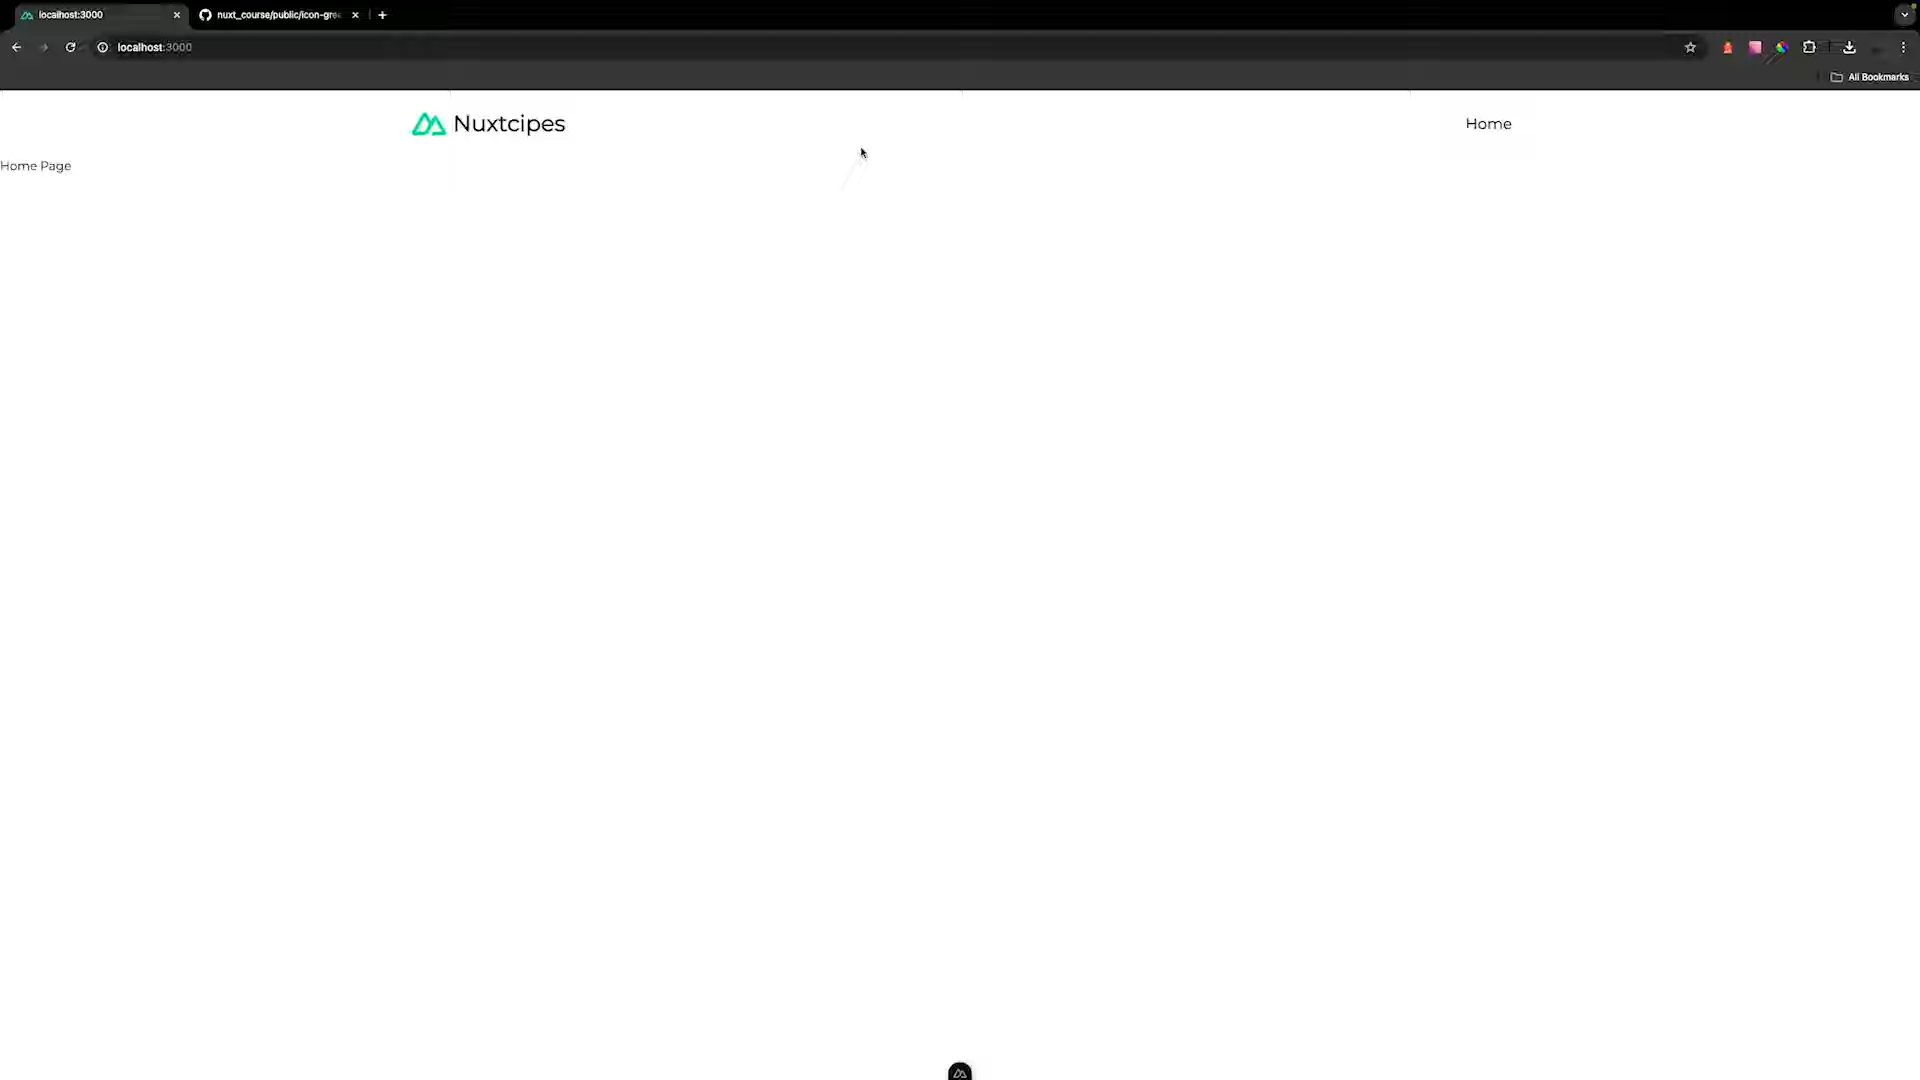 localhost:3000
nuxt_course/public/icon-gre
localhost:3000
All Bookmarks
Nuxtcipes
Home
Home Page